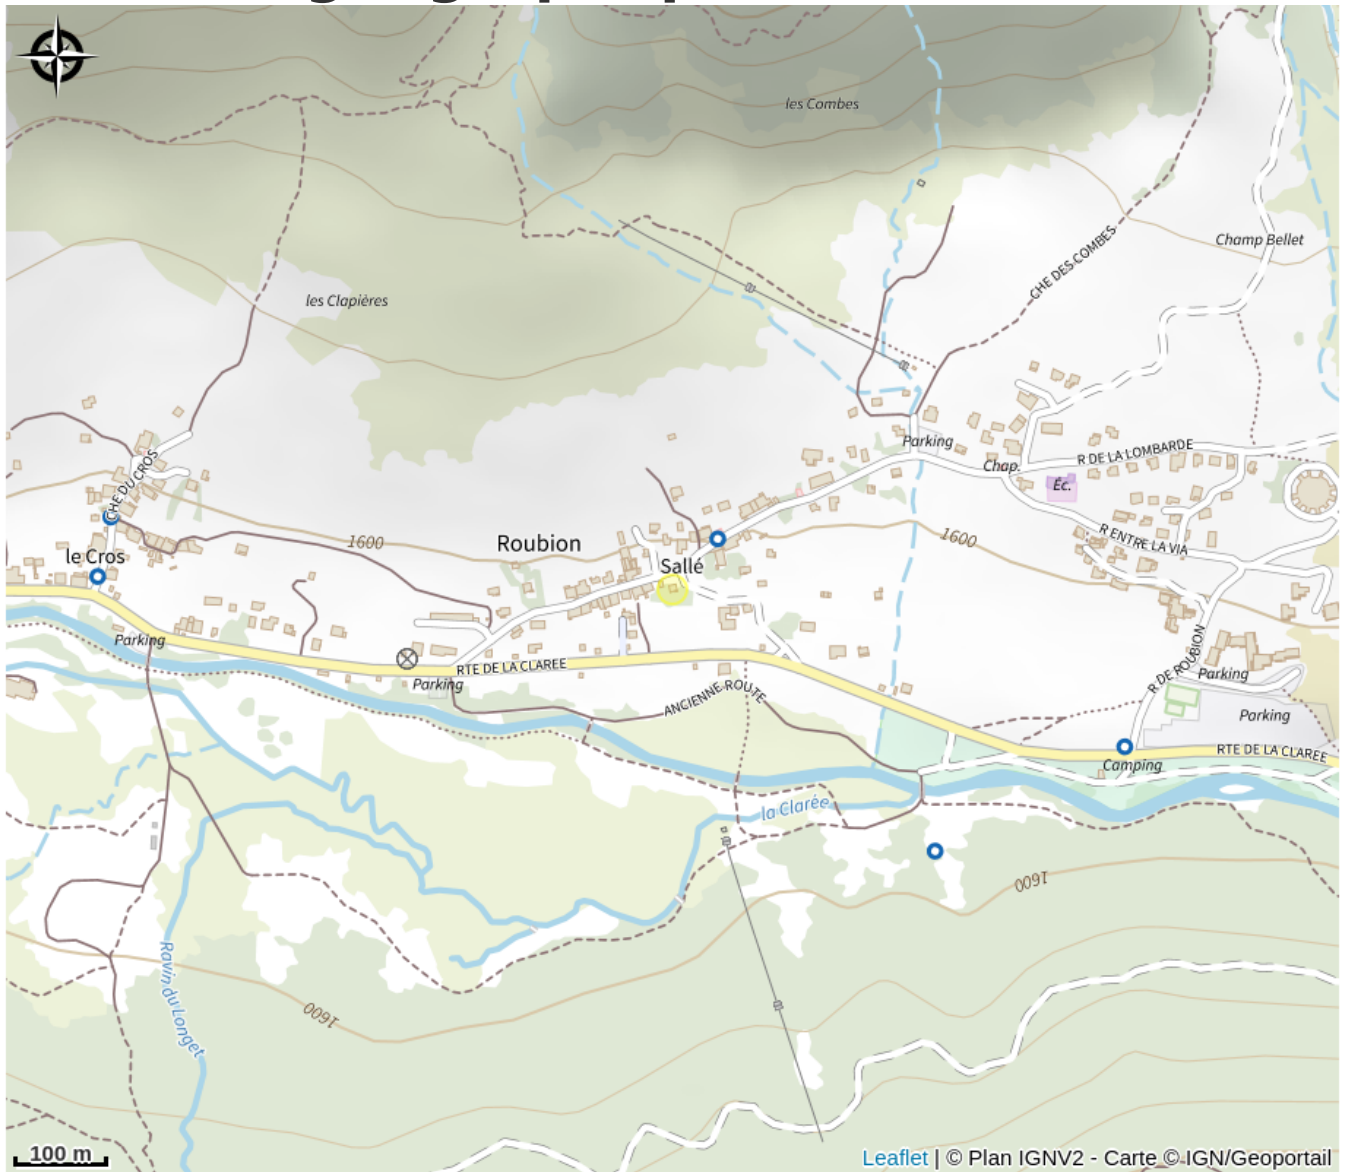 les Combes
Champ Bellet
CHE DES COMBES
les Clapières
Parking
R DE LA LOMBARDE
Chap.
Éc.
CHE DU CROS
R ENTRE LA VIA
1600
1600
Roubion
le Cros
Sallé
Parking
RTE DE LA CLAREE
Parking
ANCIENNE ROUTE
R DE ROUBION
Parking
Parking
RTE DE LA CLAREE
Camping
la Clarée
1600
Ravin du Longet
1600
100 m
Leaflet | © Plan IGNV2 - Carte © IGN/Geoportail